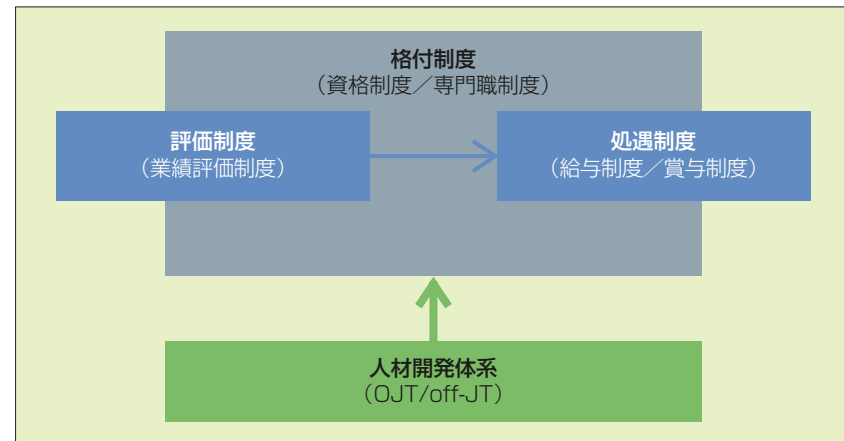 格付制度
（資格制度／専門職制度）
評価制度
（業績評価制度）
処遇制度
（給与制度／賞与制度）
人材開発体系
（OJT/off-JT）